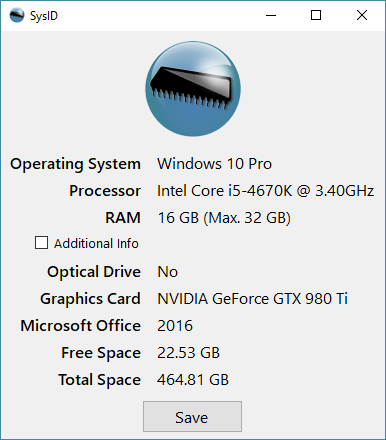 SysID
Operating System Windows 10 Pro
Processor Intel Core i5-4670K @ 3.40GHz
RAM 16 GB (Max. 32 GB)
Additional Info
Optical Drive No
Graphics Card NVIDIA GeForce GTX 980 Ti
Microsoft Office 2016
Free Space 22.53 GB
Total Space 464.81 GB
Save